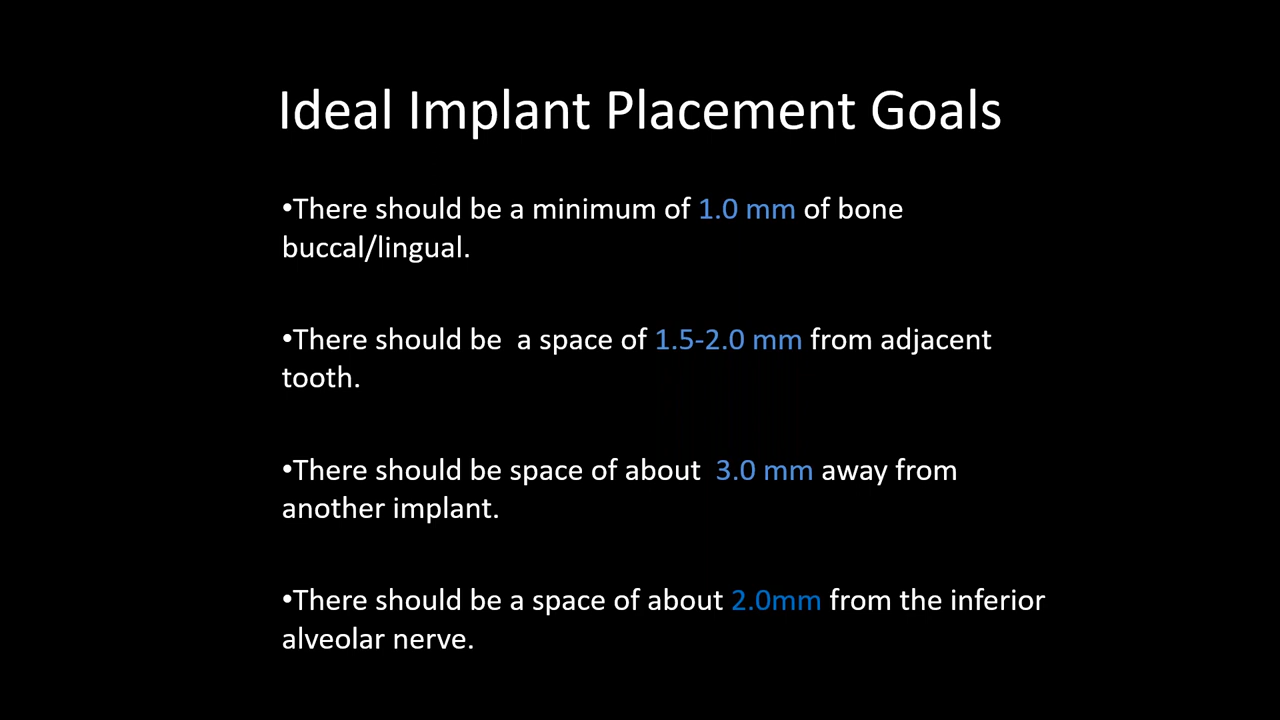 Ideal Implant Placement Goals
•There should be a minimum of 1.0 mm of bone
buccal/lingual.
•There should be  a space of 1.5-2.0 mm from adjacent
tooth.
•There should be space of about  3.0 mm away from
another implant.
•There should be a space of about 2.0mm from the inferior
alveolar nerve.